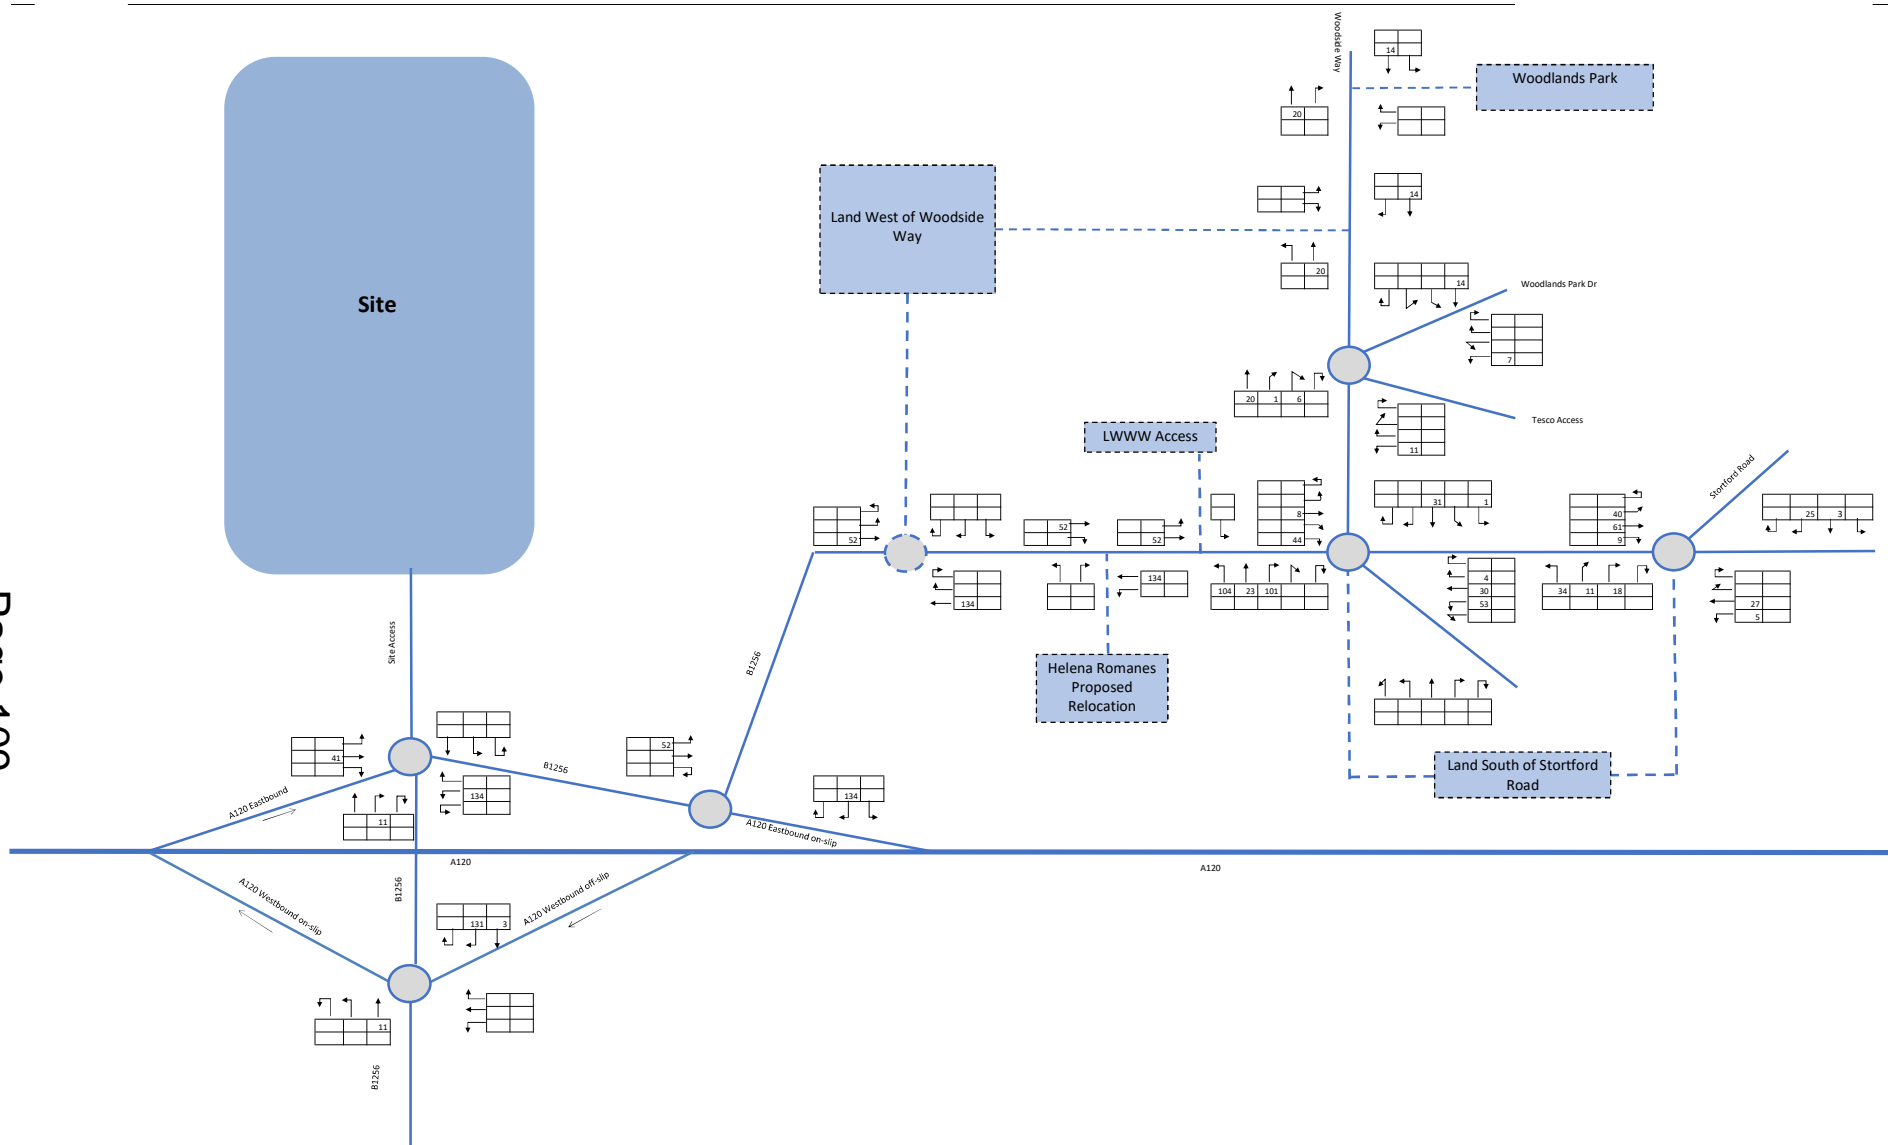 Woodside Way
14
Woodlands Park
20
14
Land West of Woodside
Way
20
14
Woodlands Park Dr
Site
7
20 1 6
Tesco Access
11
LWWW Access
Stortford Road
31 1
8
44
40
61
9
25 3
52
52
52
134
134
104 23 101
4
30
53
34 11 18
27
5
Site Access
B1256
Helena Romanes
Proposed
Relocation
41
52
B1256
134
134
Land South of Stortford
Road
A120 Eastbound
11
A120 Eastbound on-slip
A120
A120
B1256
A120 Westbound on-slip
A120 Westbound off-slip
131 3
11
B1256